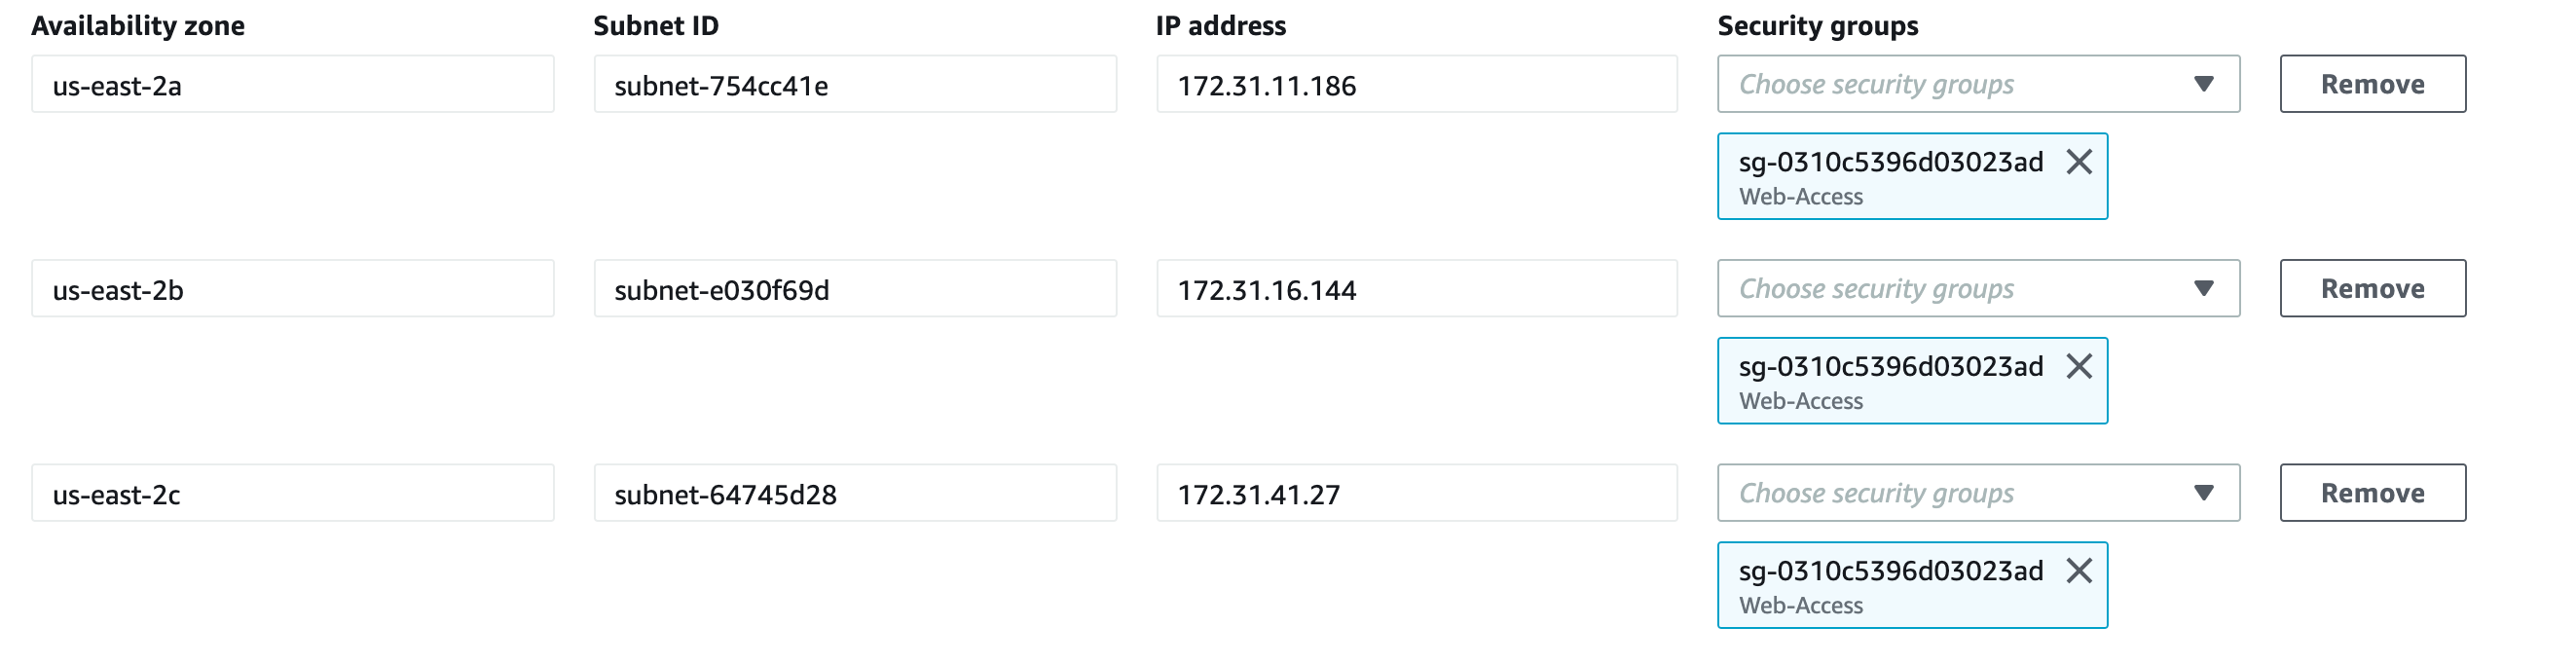 Availability zone Subnet ID IP address Security groups
us-east-2a subnet-754cc41e 172.31.11.186 Choose security groups Remove
sg-0310c5396d03023ad
Web-Access
us-east-2b subnet-e030f69d 172.31.16.144 Choose security groups Remove
sg-0310c5396d03023ad
Web-Access
us-east-2c subnet-64745d28 172.31.41.27 Choose security groups Remove
sg-0310c5396d03023ad
Web-Access